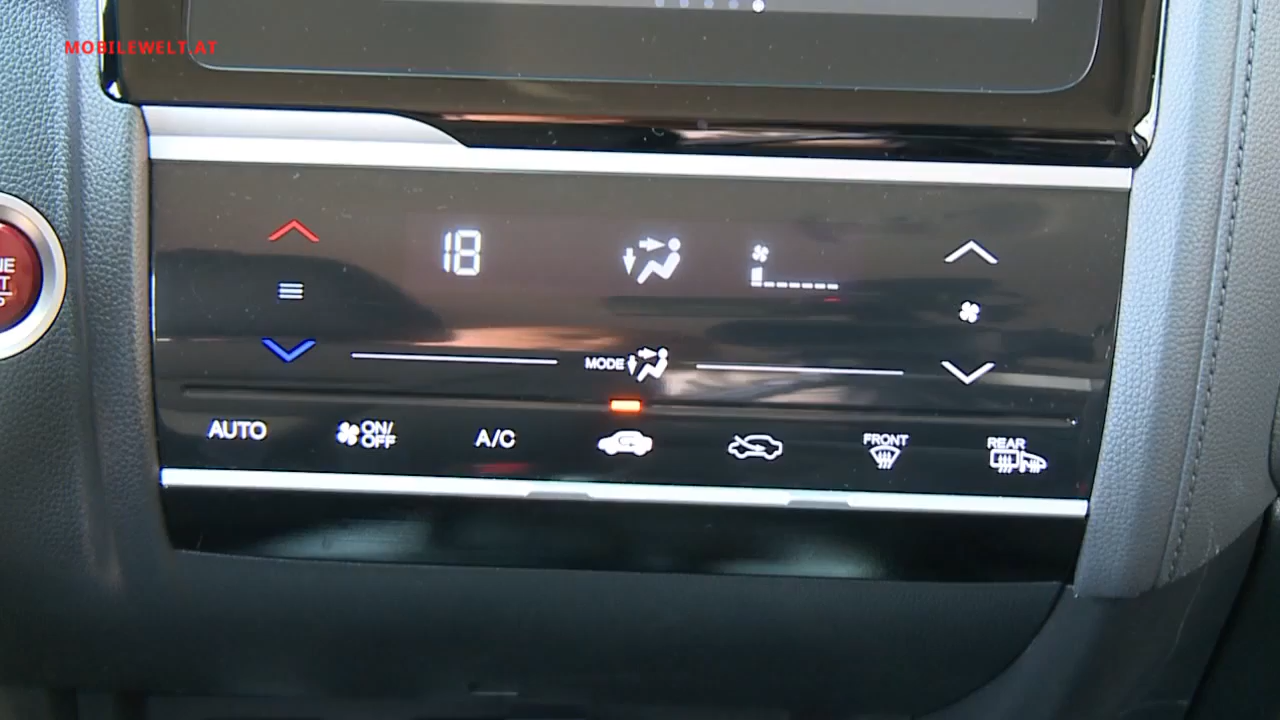 MOBILEWELT.AT
18
MODE
AUTO
ON/
OFF
A/C
FRONT
REAR